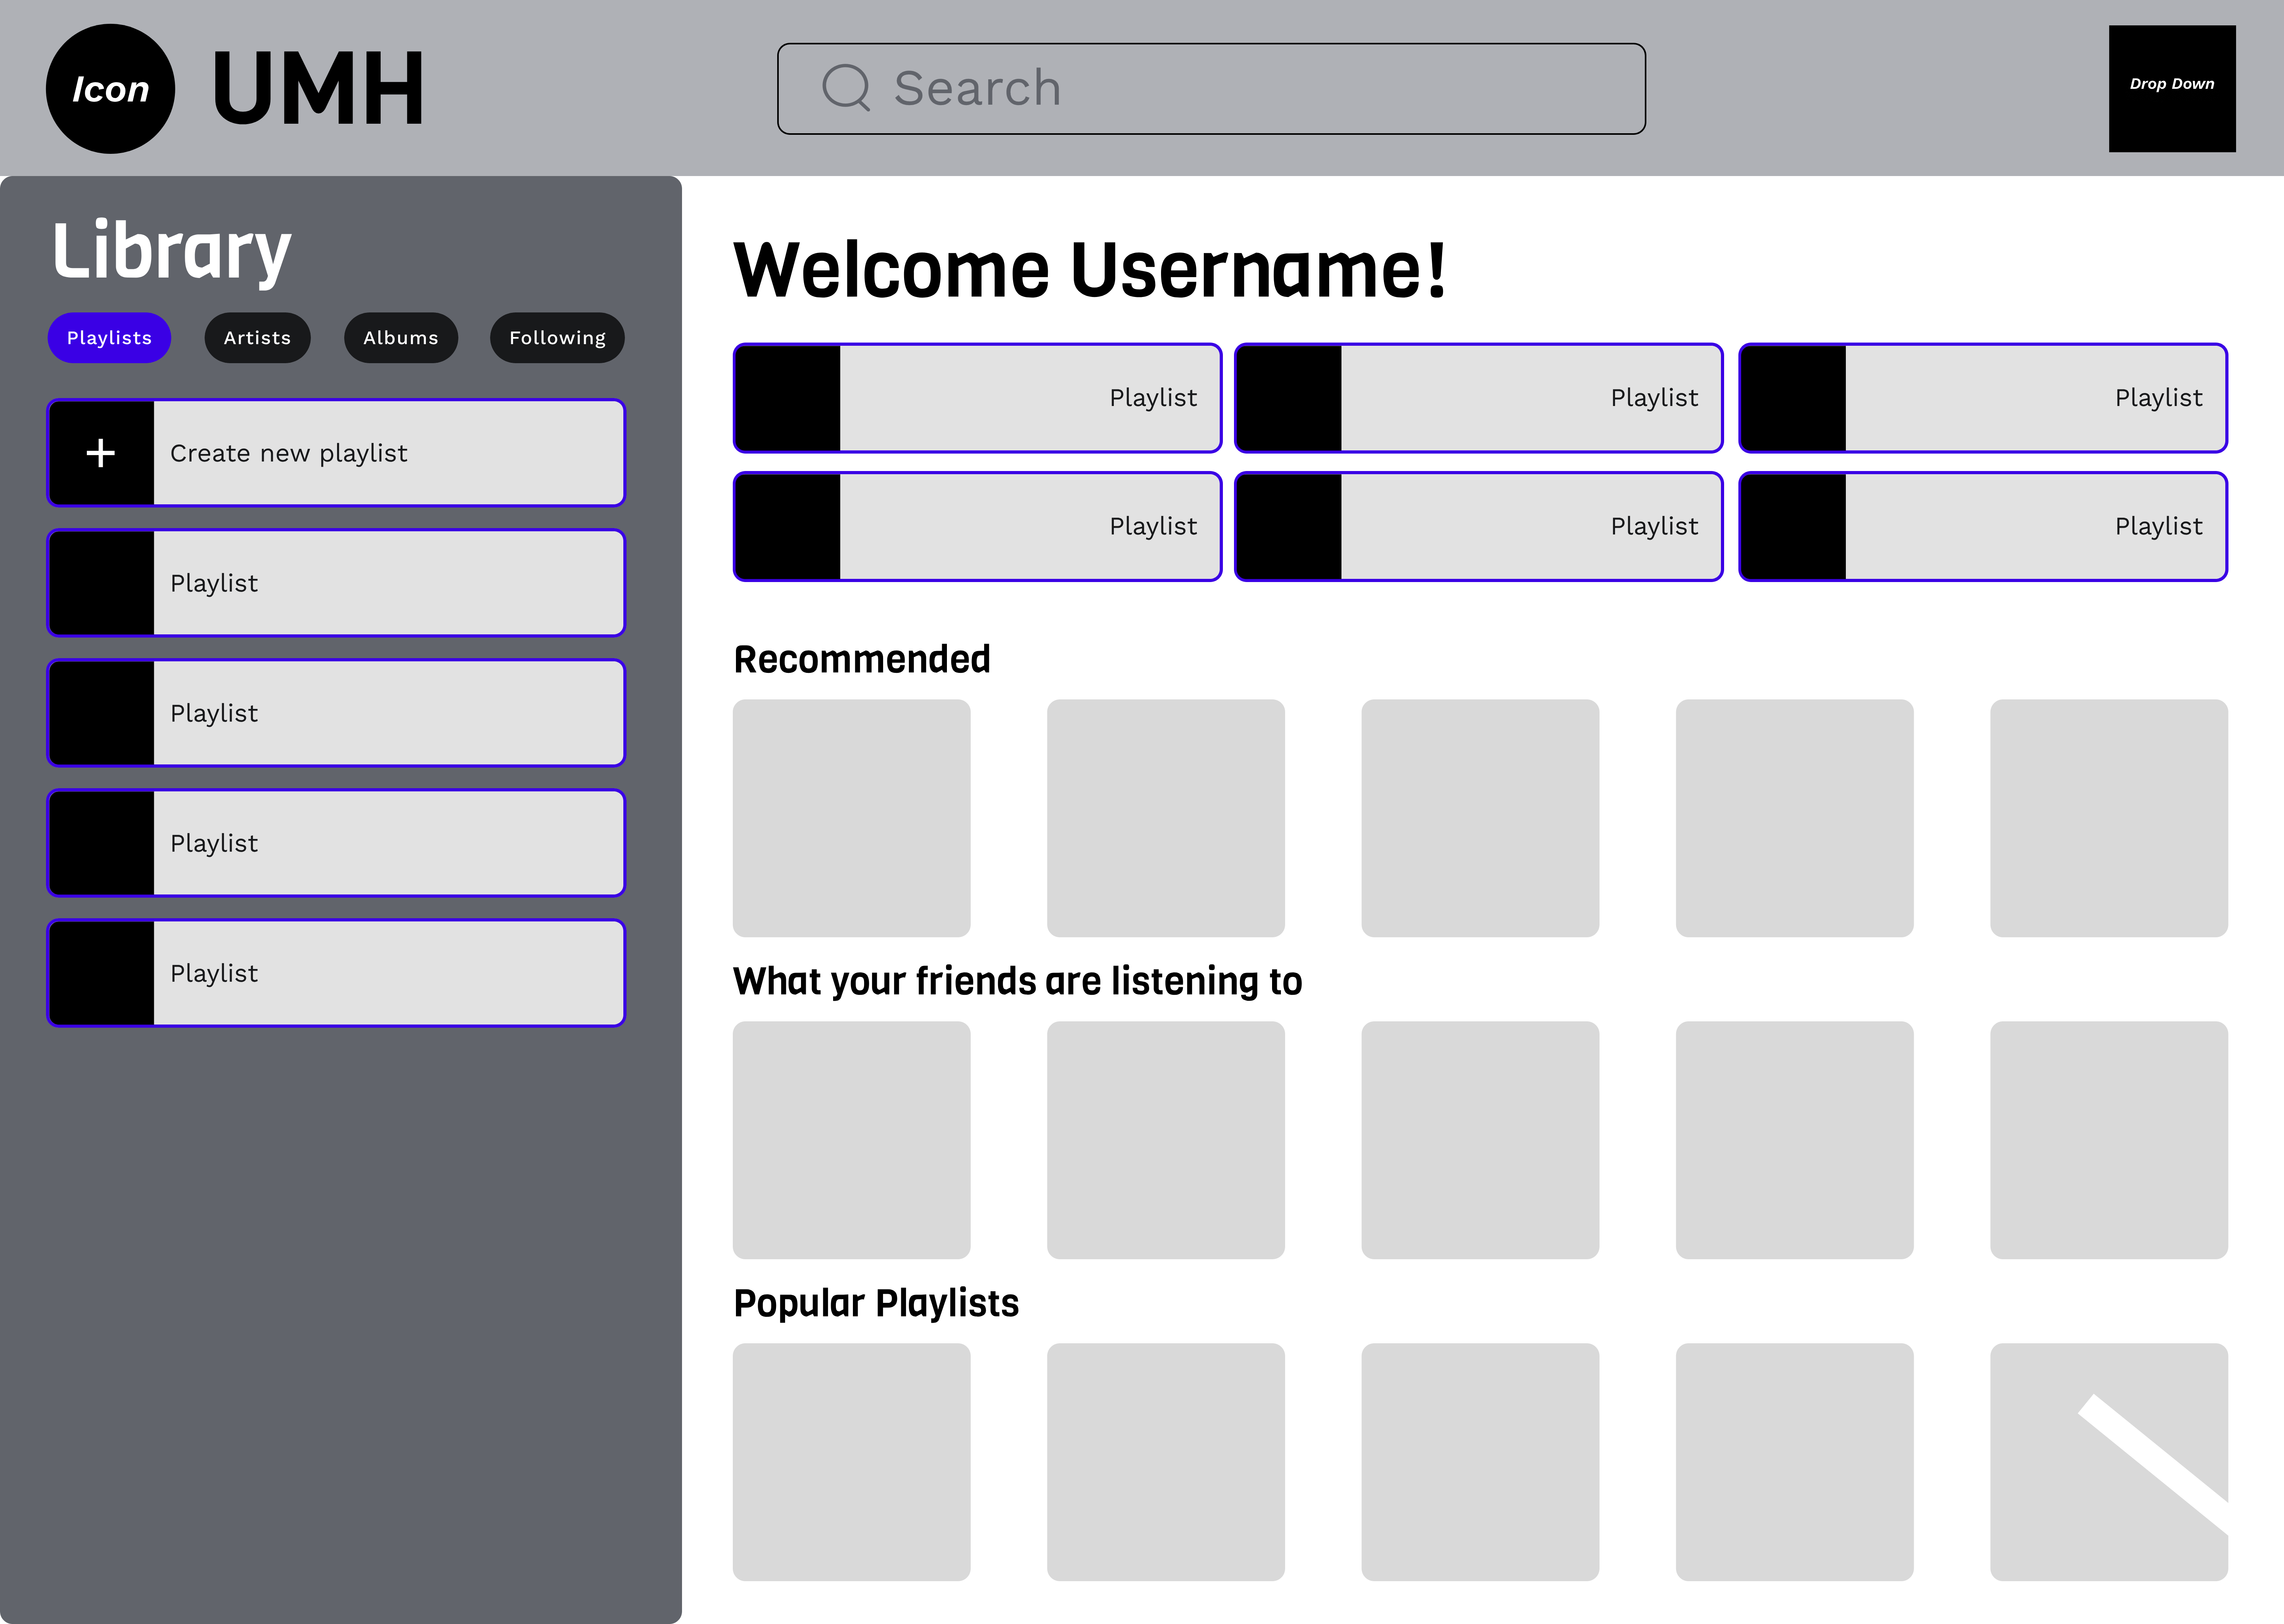 Icon
UMH
Search
Drop Down
Library
Playlists
Artists
Albums
Following
Create new playlist
Playlist
Playlist
Playlist
Playlist
Welcome Username!
Playlist
Playlist
Playlist
Playlist
Playlist
Playlist
Recommended
What your friends are listening to
Popular Playlists